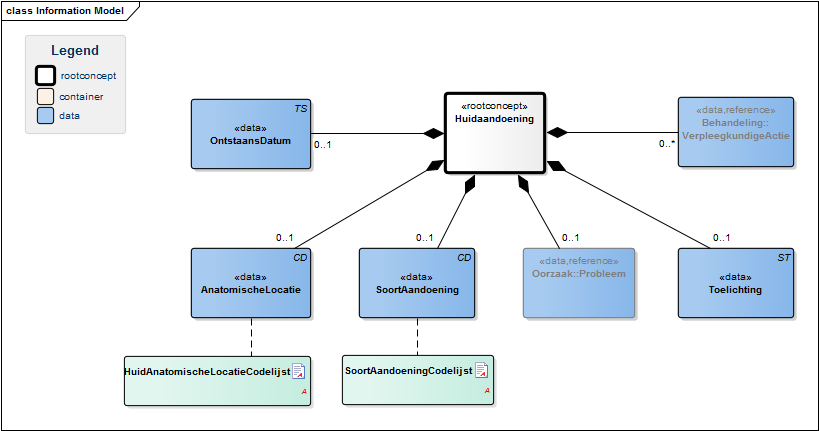 class Information Model
Legend
rootconcept
container
data
TS
«data»
OntstaansDatum
0..1
«rootconcept»
Huidaandoening
«data,reference»
Behandeling::
VerpleegkundigeActie
0..*
0..1
0..1
0..1
0..1
CD
«data»
AnatomischeLocatie
CD
«data»
SoortAandoening
«data,reference»
Oorzaak::Probleem
ST
«data»
Toelichting
HuidAnatomischeLocatieCodelijst
A
SoortAandoeningCodelijst
A